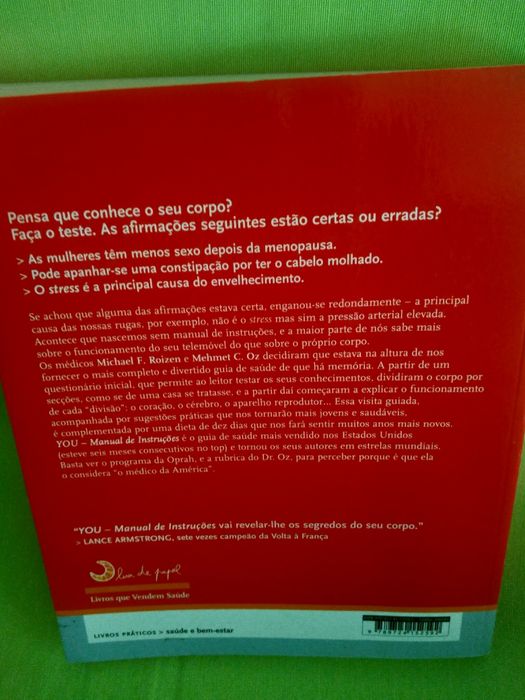 Pensa que conhece o seu corpo?
Faça o teste. As afirmações seguintes estão certas ou erradas?
> As mulheres têm menos sexo depois da menopausa.
> Pode apanhar-se uma constipação por ter o cabelo molhado.
> O stress é a principal causa do envelhecimento.
Se achou que alguma das afirmações estava certa, enganou-se redondamente – a principal
causa das nossas rugas, por exemplo, não é o stress mas sim a pressão arterial elevada.
Acontece que nascemos sem manual de instruções, e a maior parte de nós sabe mais
sobre o funcionamento do seu telemóvel do que sobre o próprio corpo.
Os médicos Michael F. Roizen e Mehmet C. Oz decidiram que estava na altura de nos
fornecer o mais completo e divertido guia de saúde de que há memória. A partir de um
questionário inicial, que permite ao leitor testar os seus conhecimentos, dividiram o corpo por
secções, como se de uma casa se tratasse, e a partir daí começaram a explicar o funcionamento
de cada "divisão": o coração, o cérebro, o aparelho reprodutor... Essa visita guiada,
acompanhada por sugestões práticas que nos tornarão mais jovens e saudáveis,
é complementada por uma dieta de dez dias que nos fará sentir muitos anos mais novos.
YOU – Manual de Instruções é o guia de saúde mais vendido nos Estados Unidos
(esteve seis meses consecutivos no top) e tornou os seus autores em estrelas mundiais.
Basta ver o programa da Oprah, e a rubrica do Dr. Oz, para perceber porque é que ela
o considera "o médico da América".
"YOU – Manual de Instruções vai revelar-lhe os segredos do seu corpo."
> LANCE ARMSTRONG, sete vezes campeão da Volta à França
lua de papel
Livros que Vendem Saúde
LIVROS PRÁTICOS > saúde e bem-estar